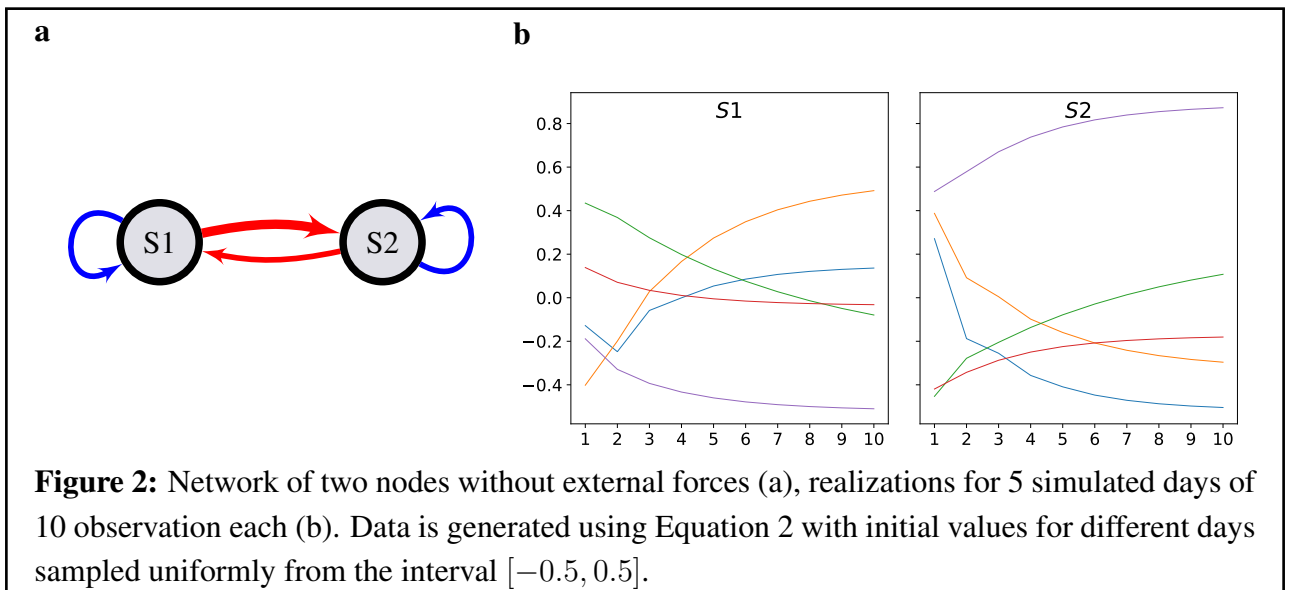 a
b
S1
S2
S1
S2
0.8
0.6
0.4
0.2
0.0
−0.2
−0.4
1 2 3 4 5 6 7 8 9 10
1 2 3 4 5 6 7 8 9 10
Figure 2: Network of two nodes without external forces (a), realizations for 5 simulated days of
10 observation each (b). Data is generated using Equation 2 with initial values for different days
sampled uniformly from the interval [−0.5, 0.5].